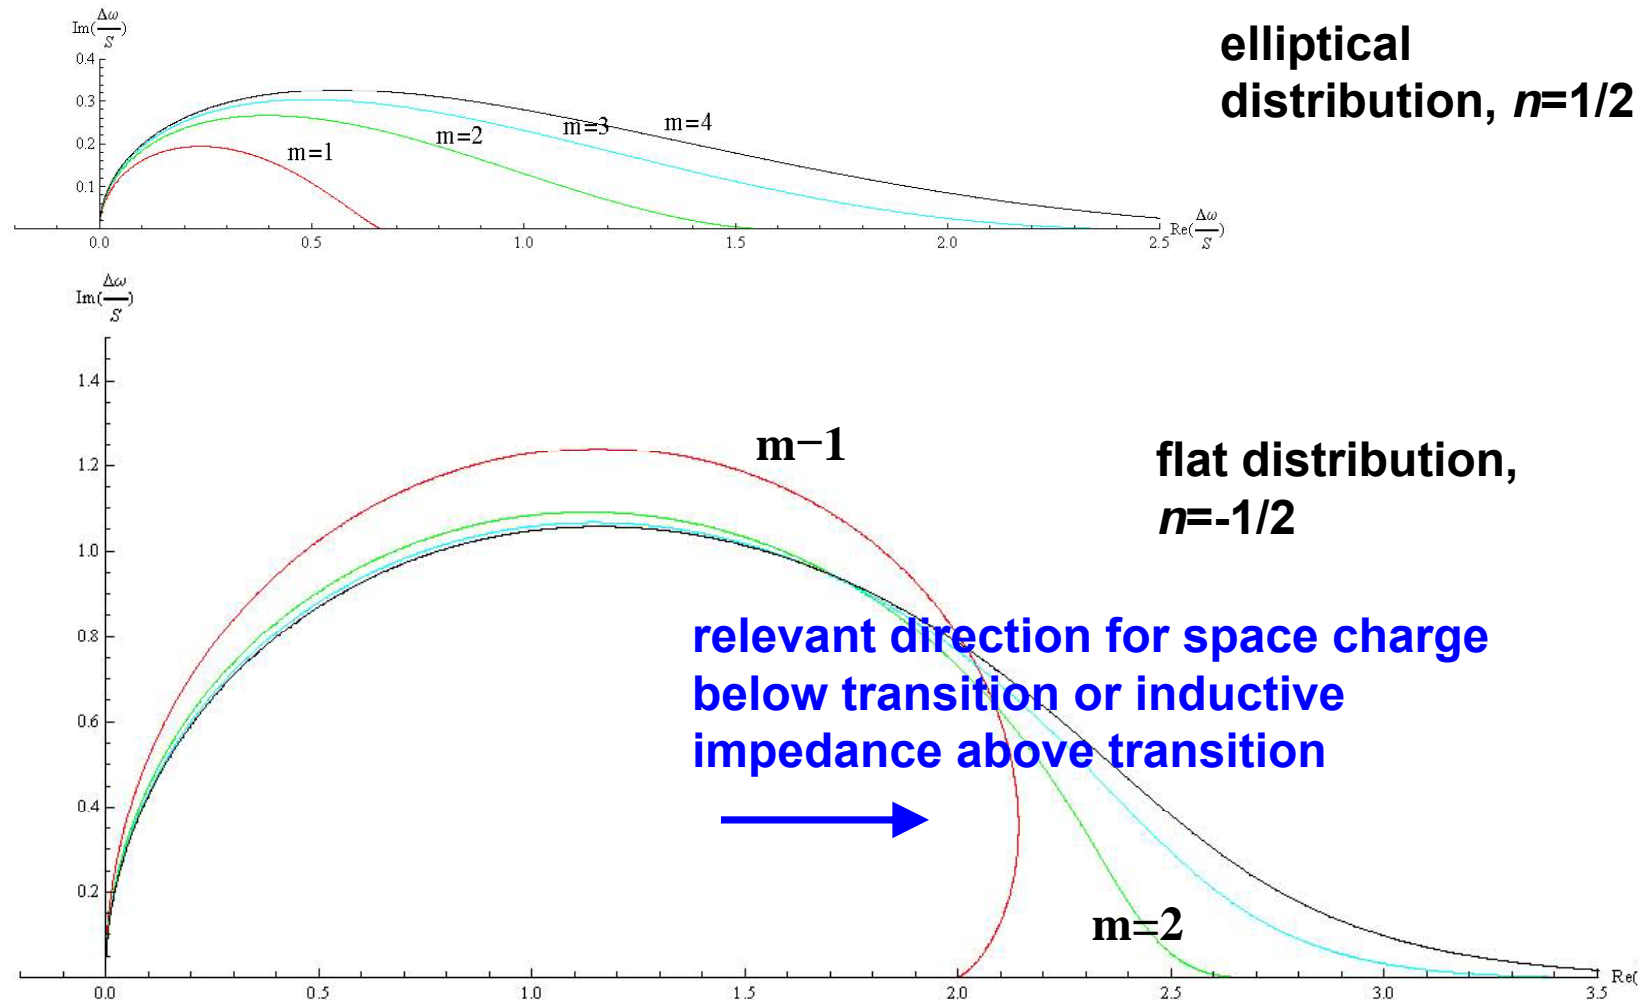 Im(Δω/S)
elliptical
distribution, n=1/2
0.4
0.3
0.2
0.1
m=1
m=2
m=3
m=4
0.0 0.5 1.0 1.5 2.0 2.5
Re(Δω/S)
Im(Δω/S)
1.4
1.2
1.0
0.8
0.6
0.4
0.2
m−1
flat distribution,
n=-1/2
relevant direction for space charge
below transition or inductive
impedance above transition
m=2
0.0 0.5 1.0 1.5 2.0 2.5 3.0 3.5
Re(